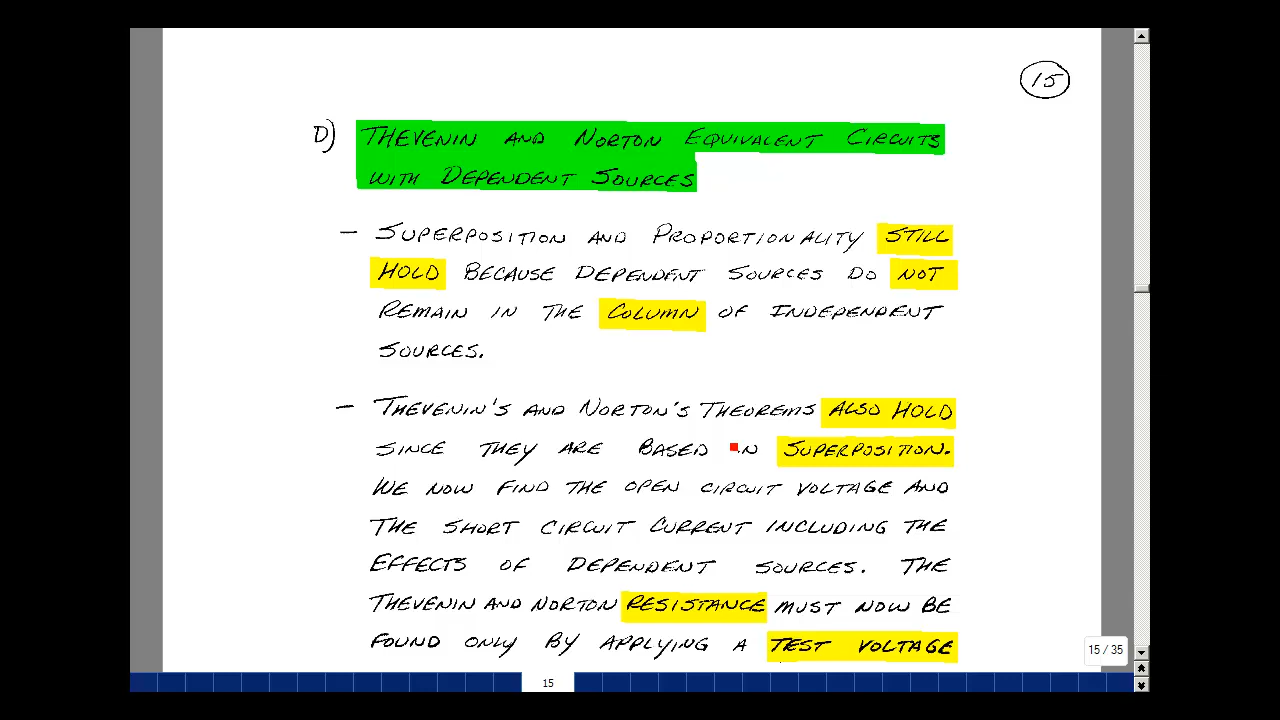 15
D) THEVENIN AND NORTON EQUIVALENT CIRCUITS
WITH DEPENDENT SOURCES
— SUPERPOSITION AND PROPORTIONALITY STILL
HOLD BECAUSE DEPENDENT SOURCES DO NOT
REMAIN IN THE COLUMN OF INDEPENDENT
SOURCES.
— THEVENIN'S AND NORTON'S THEOREMS ALSO HOLD
SINCE THEY ARE BASED IN SUPERPOSITION.
WE NOW FIND THE OPEN CIRCUIT VOLTAGE AND
THE SHORT CIRCUIT CURRENT INCLUDING THE
EFFECTS OF DEPENDENT SOURCES. THE
THEVENIN AND NORTON RESISTANCE MUST NOW BE
FOUND ONLY BY APPLYING A TEST VOLTAGE
15 / 35
15